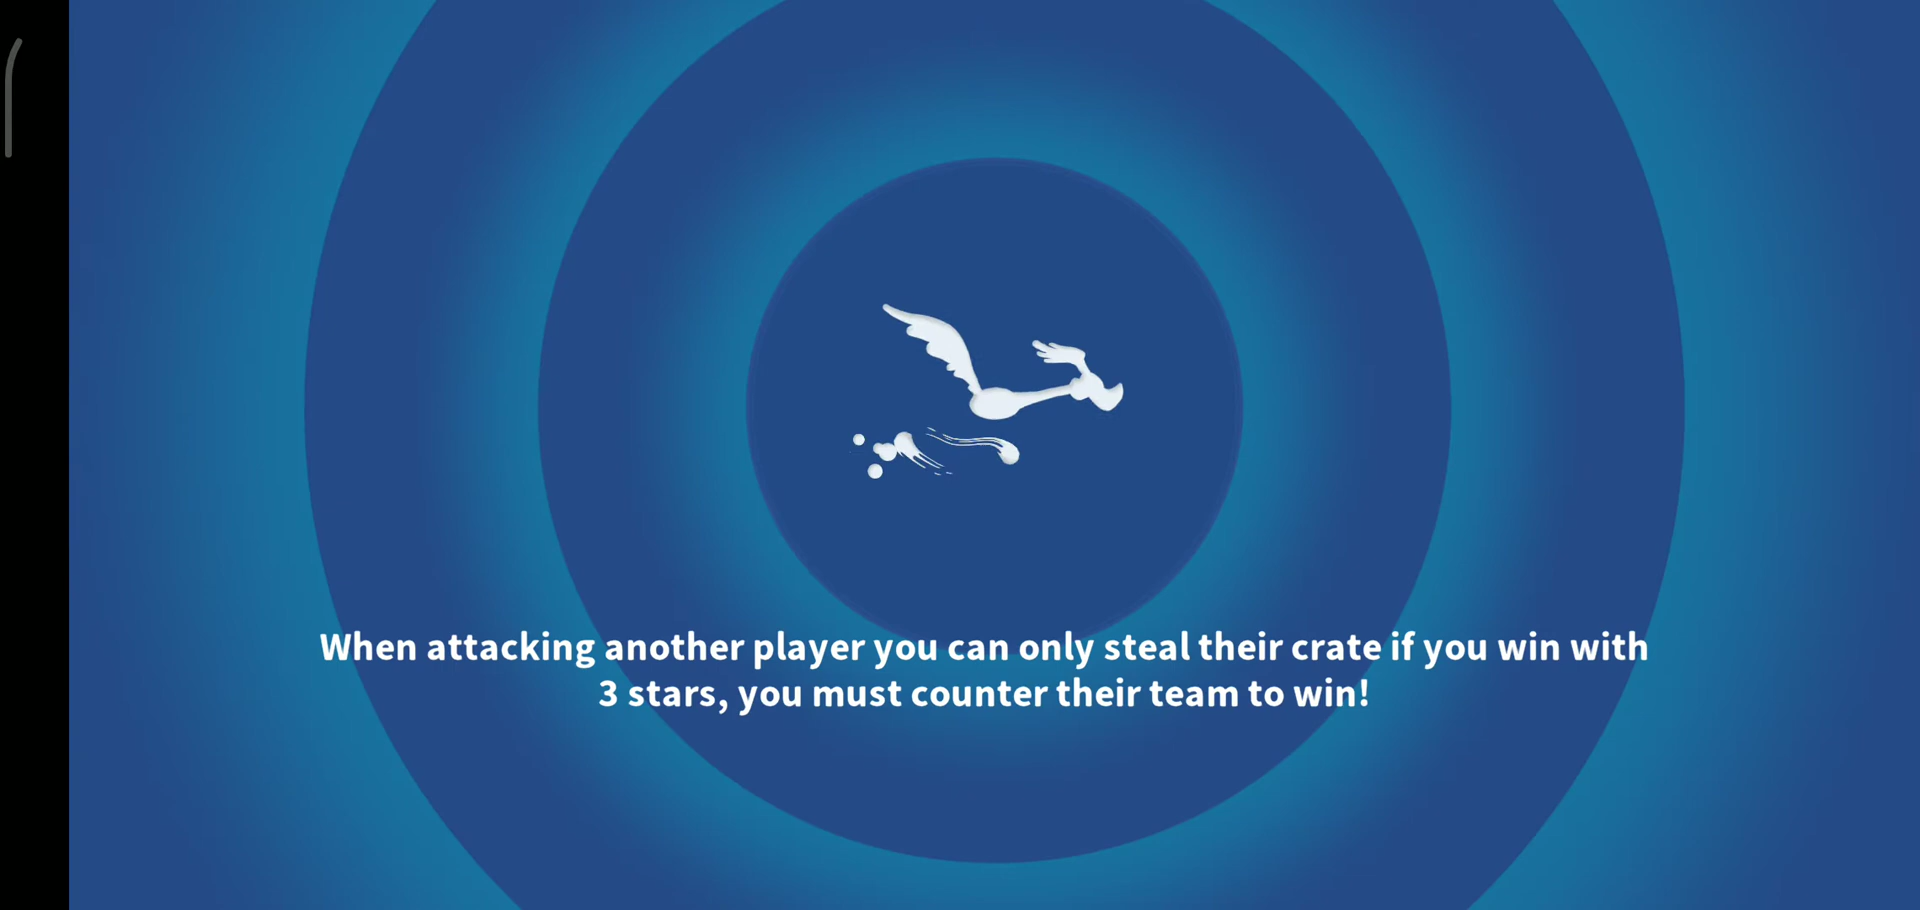 When attacking another player you can only steal their crate if you win with
3 stars, you must counter their team to win!